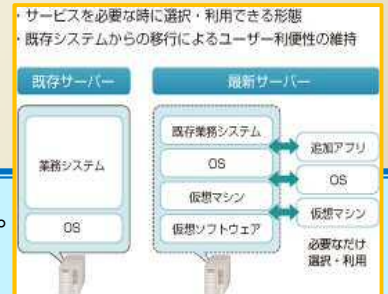 ・サービスを必要な時に選択・利用できる形態
・既存システムからの移行によるユーザー利便性の維持
既存サーバー
最新サーバー
業務システム
OS
既存業務システム
OS
仮想マシン
仮想ソフトウェア
追加アプリ
OS
仮想マシン
必要なだけ
選択・利用
。